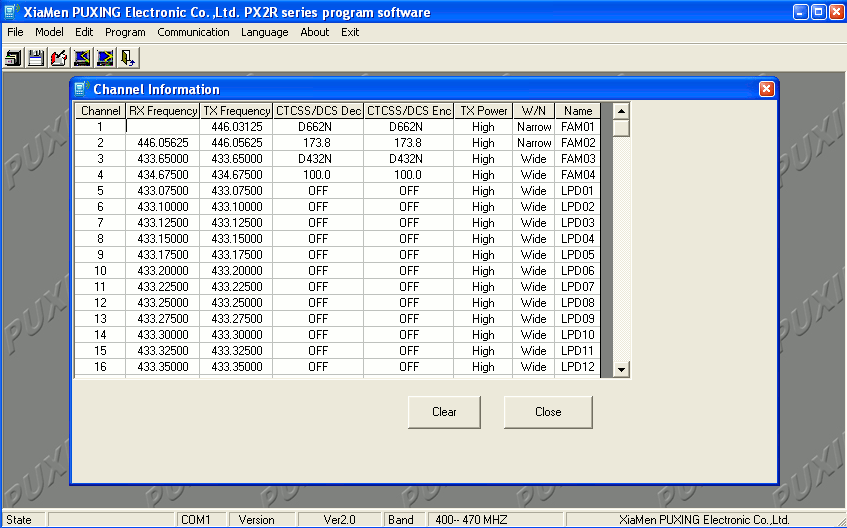 XiaMen PUXING Electronic Co.,Ltd. PX2R series program software
File Model Edit Program Communication Language About Exit
Channel Information
Channel RX Frequency TX Frequency CTCSS/DCS Dec CTCSS/DCS Enc TX Power W/N Name
1 446.03125 D662N D662N High Narrow FAM01
2 446.05625 446.05625 173.8 173.8 High Narrow FAM02
3 433.65000 433.65000 D432N D432N High Wide FAM03
4 434.67500 434.67500 100.0 100.0 High Wide FAM04
5 433.07500 433.07500 OFF OFF High Wide LPD01
6 433.10000 433.10000 OFF OFF High Wide LPD02
7 433.12500 433.12500 OFF OFF High Wide LPD03
8 433.15000 433.15000 OFF OFF High Wide LPD04
9 433.17500 433.17500 OFF OFF High Wide LPD05
10 433.20000 433.20000 OFF OFF High Wide LPD06
11 433.22500 433.22500 OFF OFF High Wide LPD07
12 433.25000 433.25000 OFF OFF High Wide LPD08
13 433.27500 433.27500 OFF OFF High Wide LPD09
14 433.30000 433.30000 OFF OFF High Wide LPD10
15 433.32500 433.32500 OFF OFF High Wide LPD11
16 433.35000 433.35000 OFF OFF High Wide LPD12
Clear Close
State COM1 Version Ver2.0 Band 400-- 470 MHZ XiaMen PUXING Electronic Co.,Ltd.